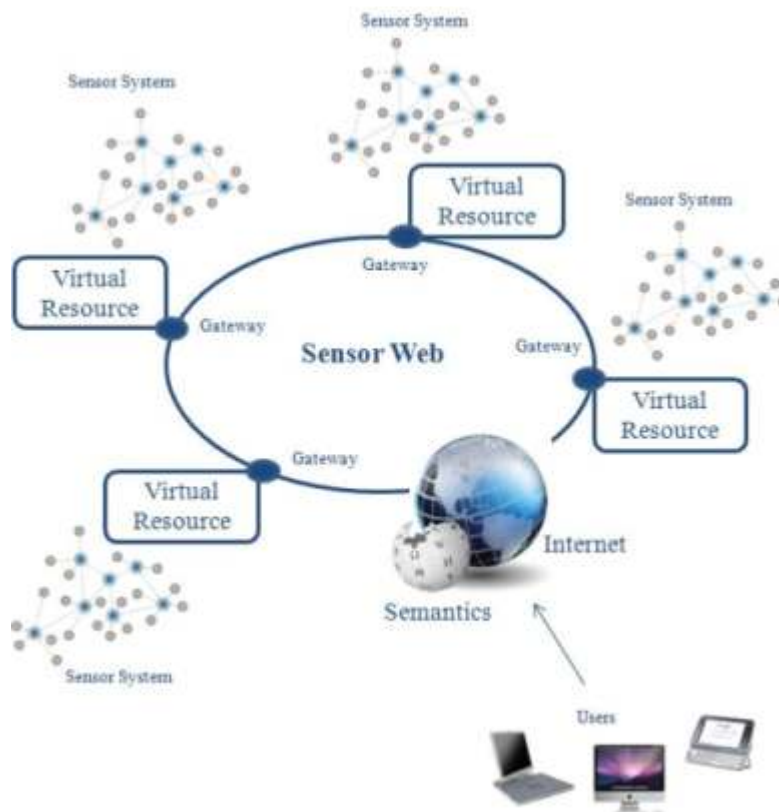 Sensor System
Sensor System
Virtual
Resource
Sensor System
Gateway
Virtual
Resource
Gateway
Sensor Web
Gateway
Virtual
Resource
Gateway
Virtual
Resource
Internet
Semantics
Sensor System
Users